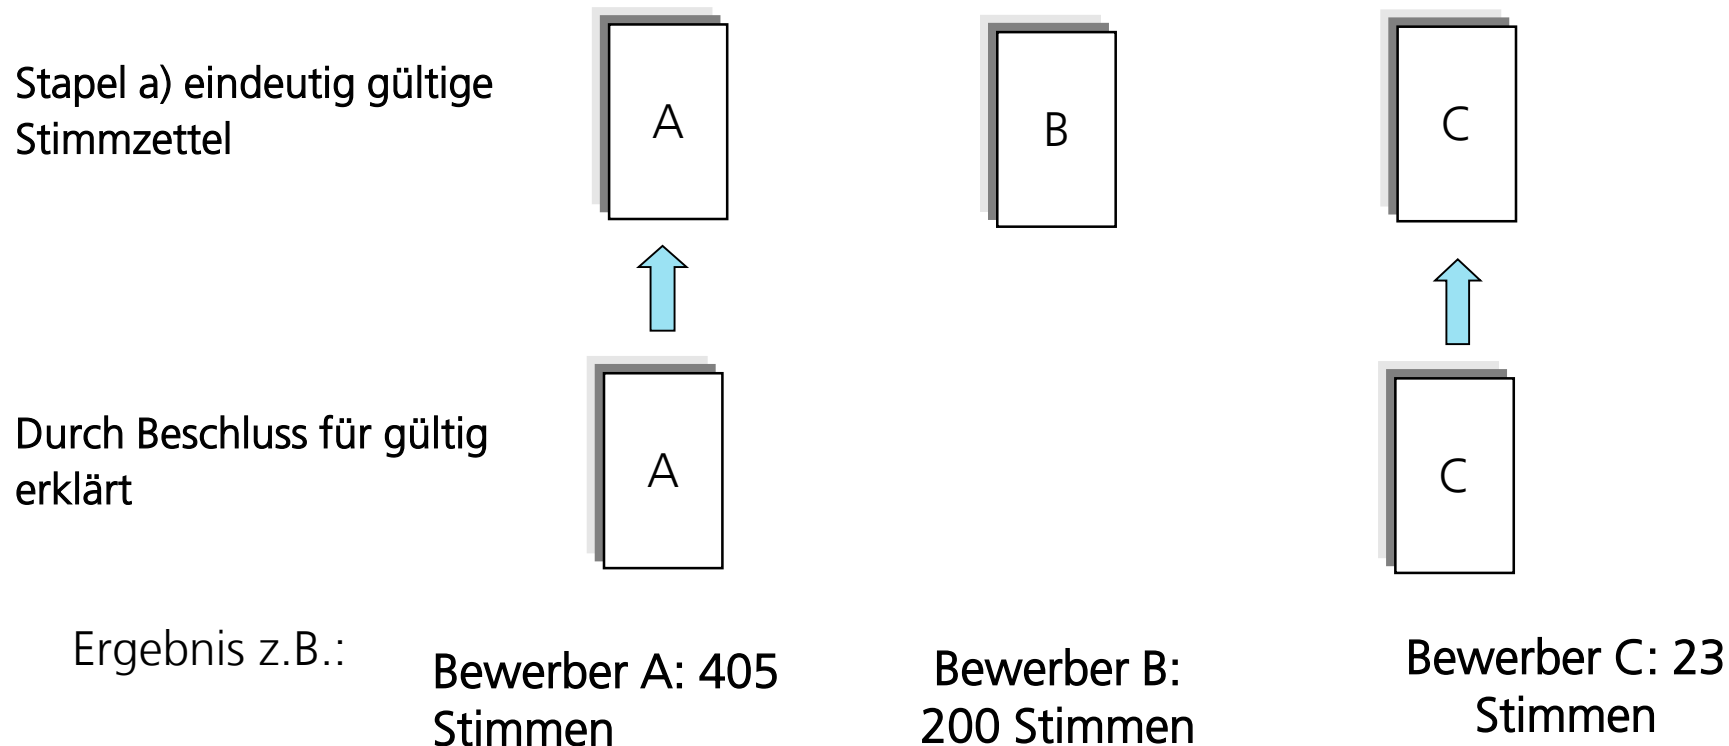 Stapel a) eindeutig gültige
Stimmzettel
A
B
C
Durch Beschluss für gültig
erklärt
A
C
Ergebnis z.B.:
Bewerber A: 405
Stimmen
Bewerber B:
200 Stimmen
Bewerber C: 23
Stimmen